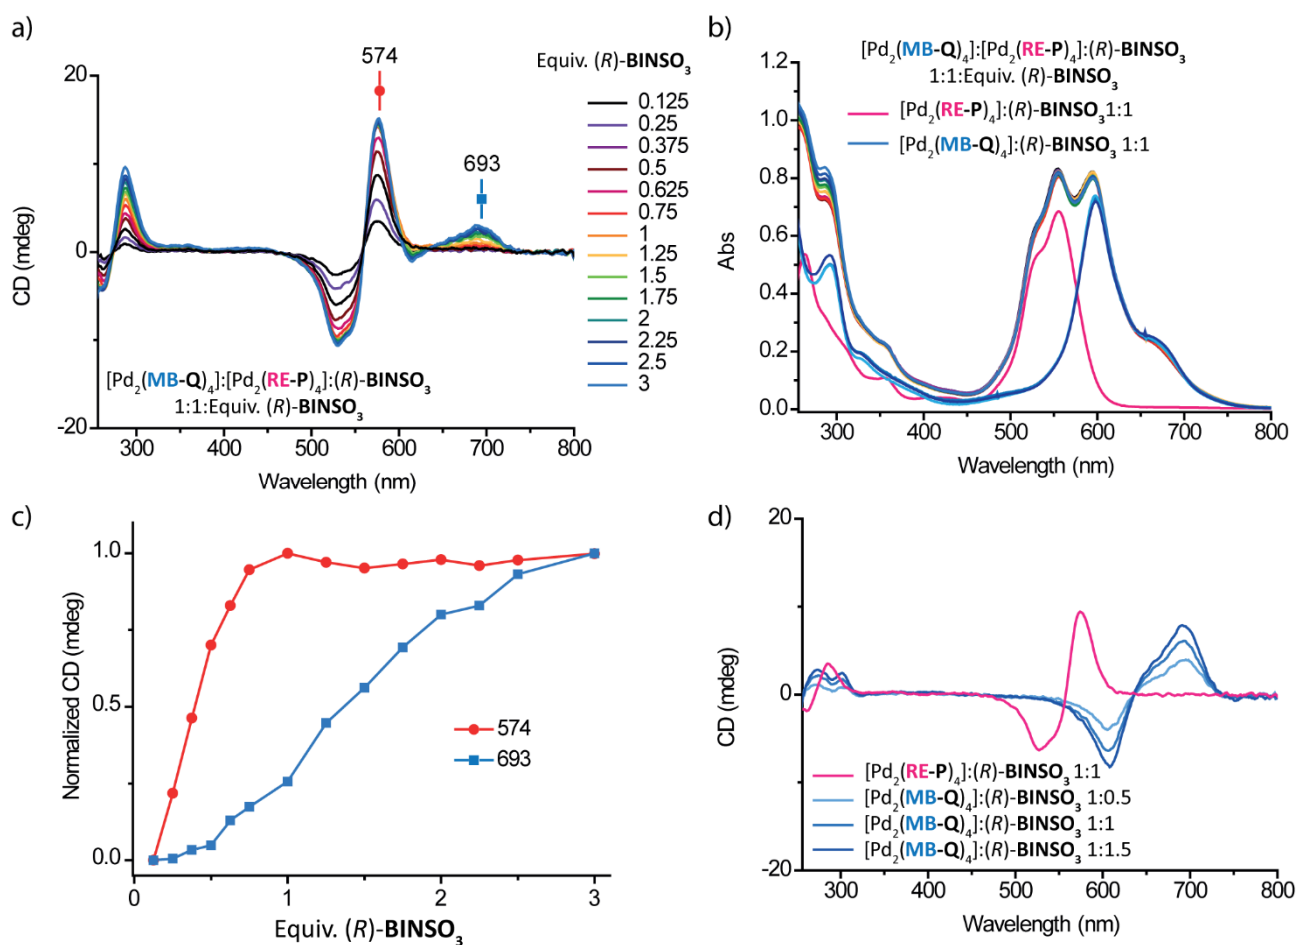 a)
574
693
Equiv. (R)-BINSO₃
0.125
0.25
0.375
0.5
0.625
0.75
1
1.25
1.5
1.75
2
2.25
2.5
3
20
0
-20
CD (mdeg)
[Pd₂(MB-Q)₄]:[Pd₂(RE-P)₄]:(R)-BINSO₃
1:1:Equiv. (R)-BINSO₃
300 400 500 600 700 800
Wavelength (nm)
b)
[Pd₂(MB-Q)₄]:[Pd₂(RE-P)₄]:(R)-BINSO₃
1:1:Equiv. (R)-BINSO₃
[Pd₂(RE-P)₄]:(R)-BINSO₃1:1
[Pd₂(MB-Q)₄]:(R)-BINSO₃ 1:1
1.2
1.0
0.8
0.6
0.4
0.2
0.0
Abs
300 400 500 600 700 800
Wavelength (nm)
c)
1.0
0.5
0.0
Normalized CD (mdeg)
574
693
0 1 2 3
Equiv. (R)-BINSO₃
d)
20
0
-20
CD (mdeg)
[Pd₂(RE-P)₄]:(R)-BINSO₃ 1:1
[Pd₂(MB-Q)₄]:(R)-BINSO₃ 1:0.5
[Pd₂(MB-Q)₄]:(R)-BINSO₃ 1:1
[Pd₂(MB-Q)₄]:(R)-BINSO₃ 1:1.5
300 400 500 600 700 800
Wavelength (nm)